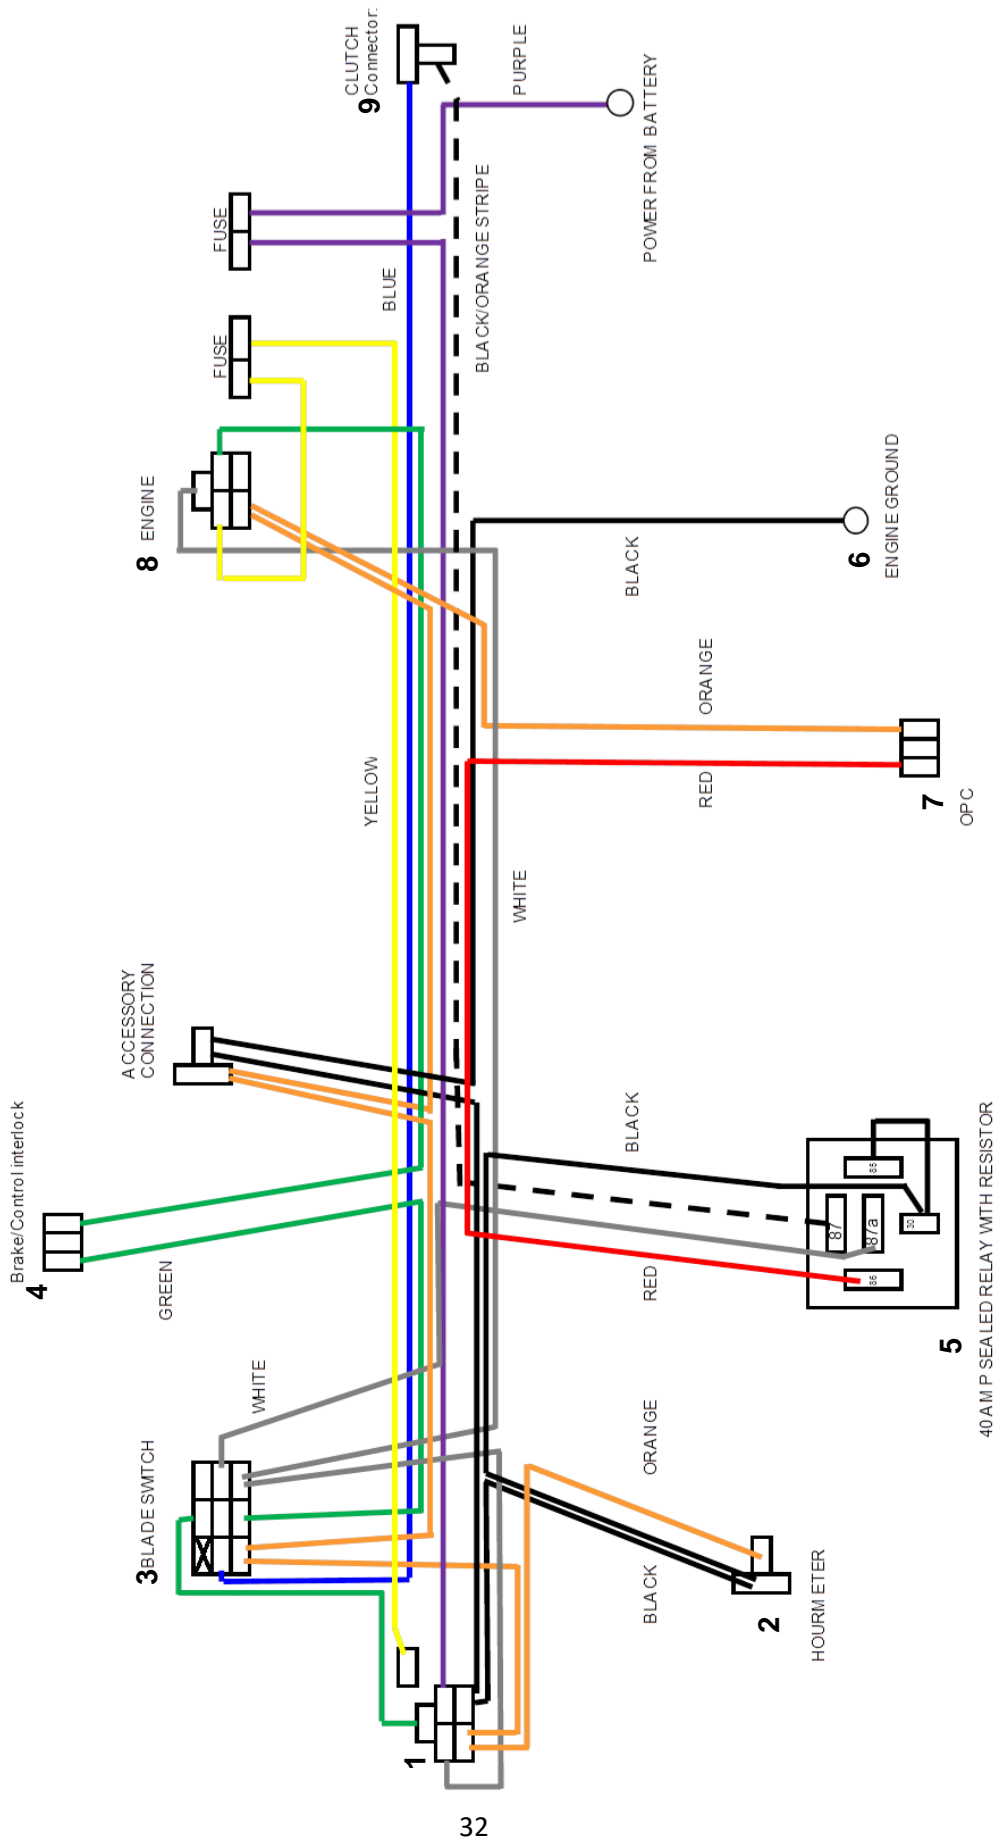 CLUTCH
Connector:
9
PURPLE
POWER FROM BATTERY
FUSE
BLUE
BLACK/ORANGE STRIPE
FUSE
8 ENGINE
BLACK
6
ENGINE GROUND
ORANGE
RED
7
OPC
YELLOW
WHITE
ACCESSORY
CONNECTION
Brake/Control interlock
4
GREEN
BLACK
85
87
87a
30
86
RED
5
40 AMP SEALED RELAY WITH RESISTOR
WHITE
3 BLADE SWITCH
ORANGE
BLACK
2
HOURMETER
1
32